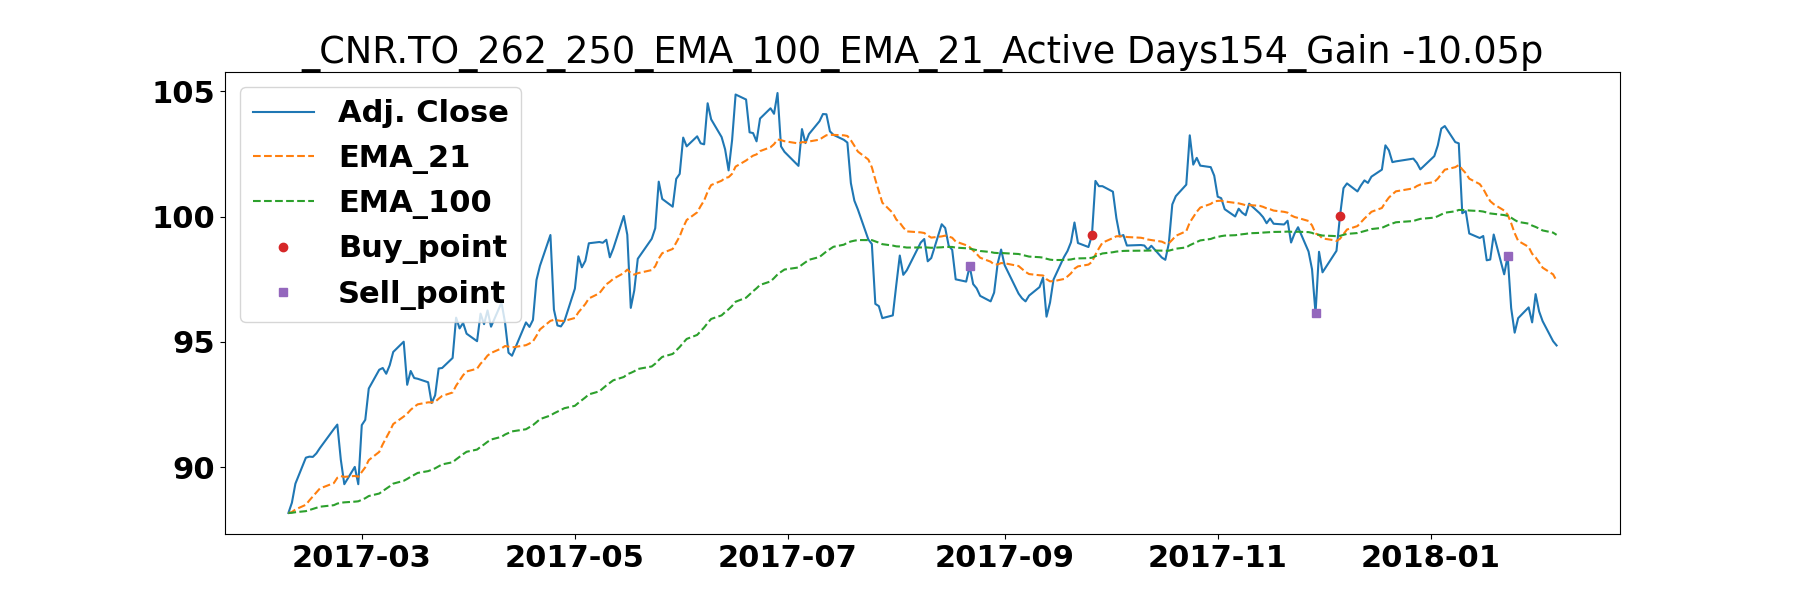 _CNR.TO_262_250_EMA_100_EMA_21_Active Days154_Gain -10.05p
105
100
95
90
Adj. Close
EMA_21
EMA_100
Buy_point
Sell_point
2017-03 2017-05 2017-07 2017-09 2017-11 2018-01